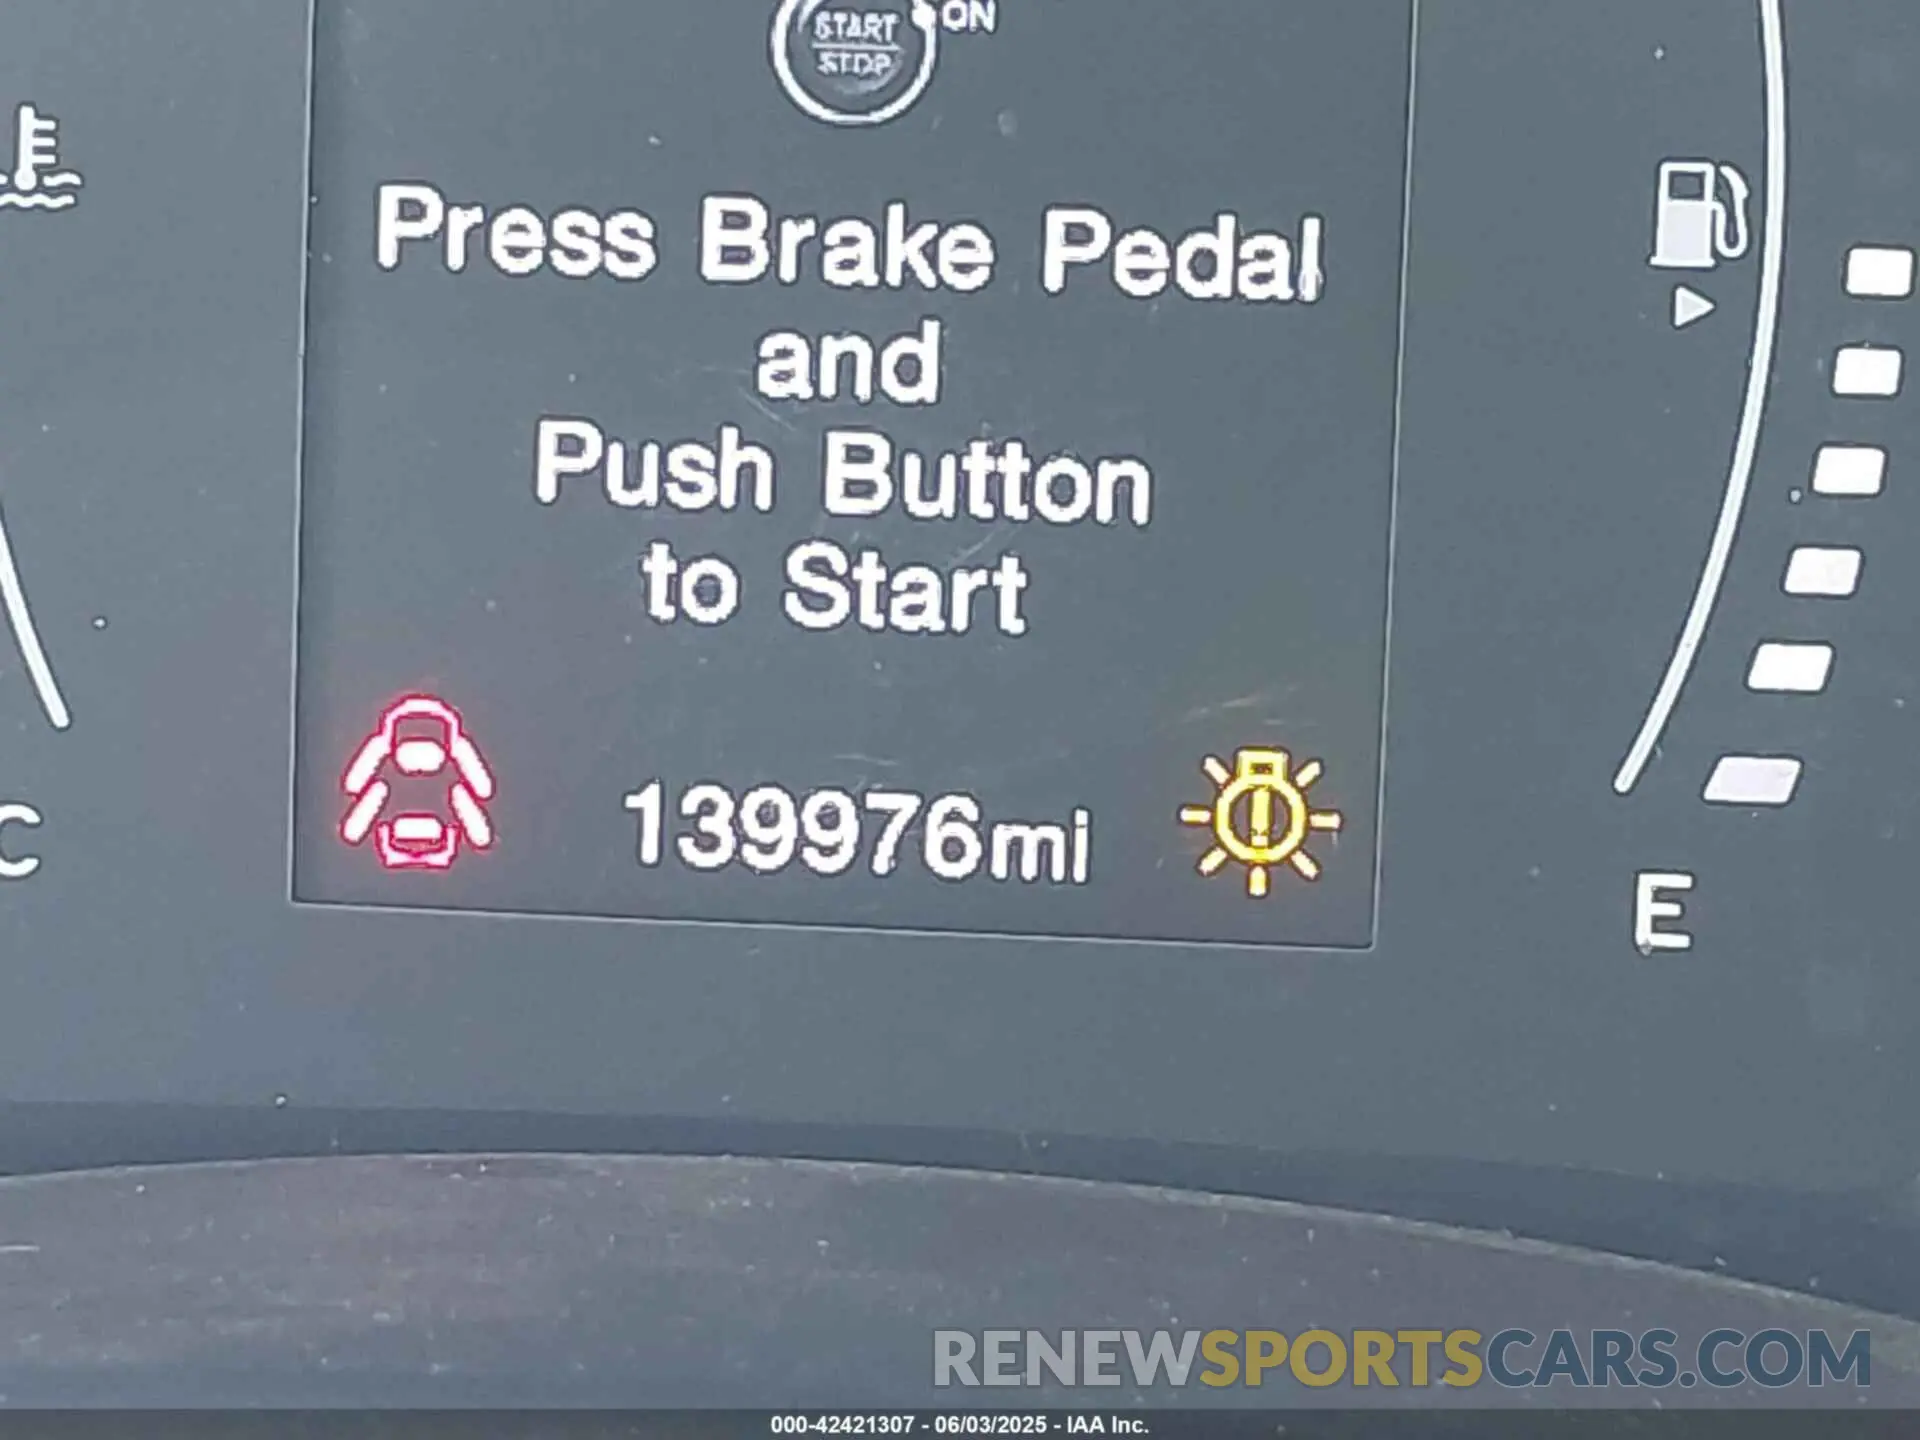 START ON
STOP
Press Brake Pedal
and
Push Button
to Start
139976mi
C
E
RENEWSPORTSCARS.COM
000-42421307 - 06/03/2025 - IAA Inc.